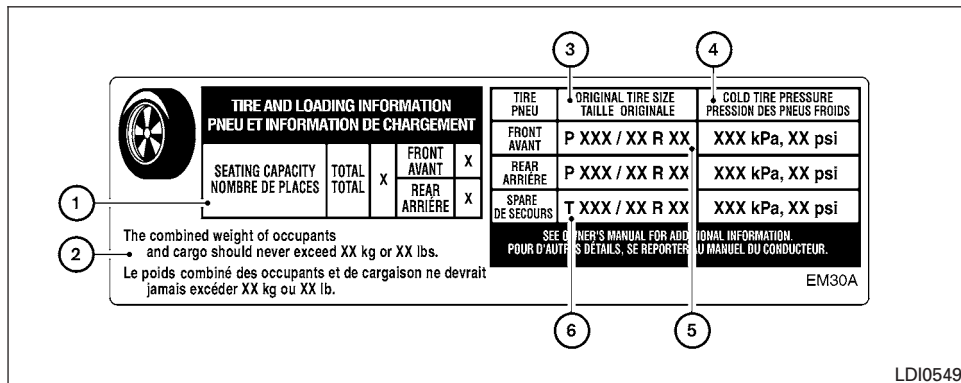 3
4
TIRE AND LOADING INFORMATION
PNEU ET INFORMATION DE CHARGEMENT
SEATING CAPACITY
NOMBRE DE PLACES
TOTAL
TOTAL
X
FRONT
AVANT
X
REAR
ARRIÉRE
X
TIRE
PNEU
ORIGINAL TIRE SIZE
TAILLE ORIGINALE
COLD TIRE PRESSURE
PRESSION DES PNEUS FROIDS
FRONT
AVANT
P XXX / XX R XX
XXX kPa, XX psi
REAR
ARRIÉRE
P XXX / XX R XX
XXX kPa, XX psi
SPARE
DE SECOURS
T XXX / XX R XX
XXX kPa, XX psi
SEE OWNER'S MANUAL FOR ADDITIONAL INFORMATION.
POUR D'AUTRES DÉTAILS, SE REPORTER AU MANUEL DU CONDUCTEUR.
1
2
The combined weight of occupants
and cargo should never exceed XX kg or XX lbs.
Le poids combiné des occupants et de cargaison ne devrait
jamais excéder XX kg ou XX lb.
EM30A
6
5
LDI0549